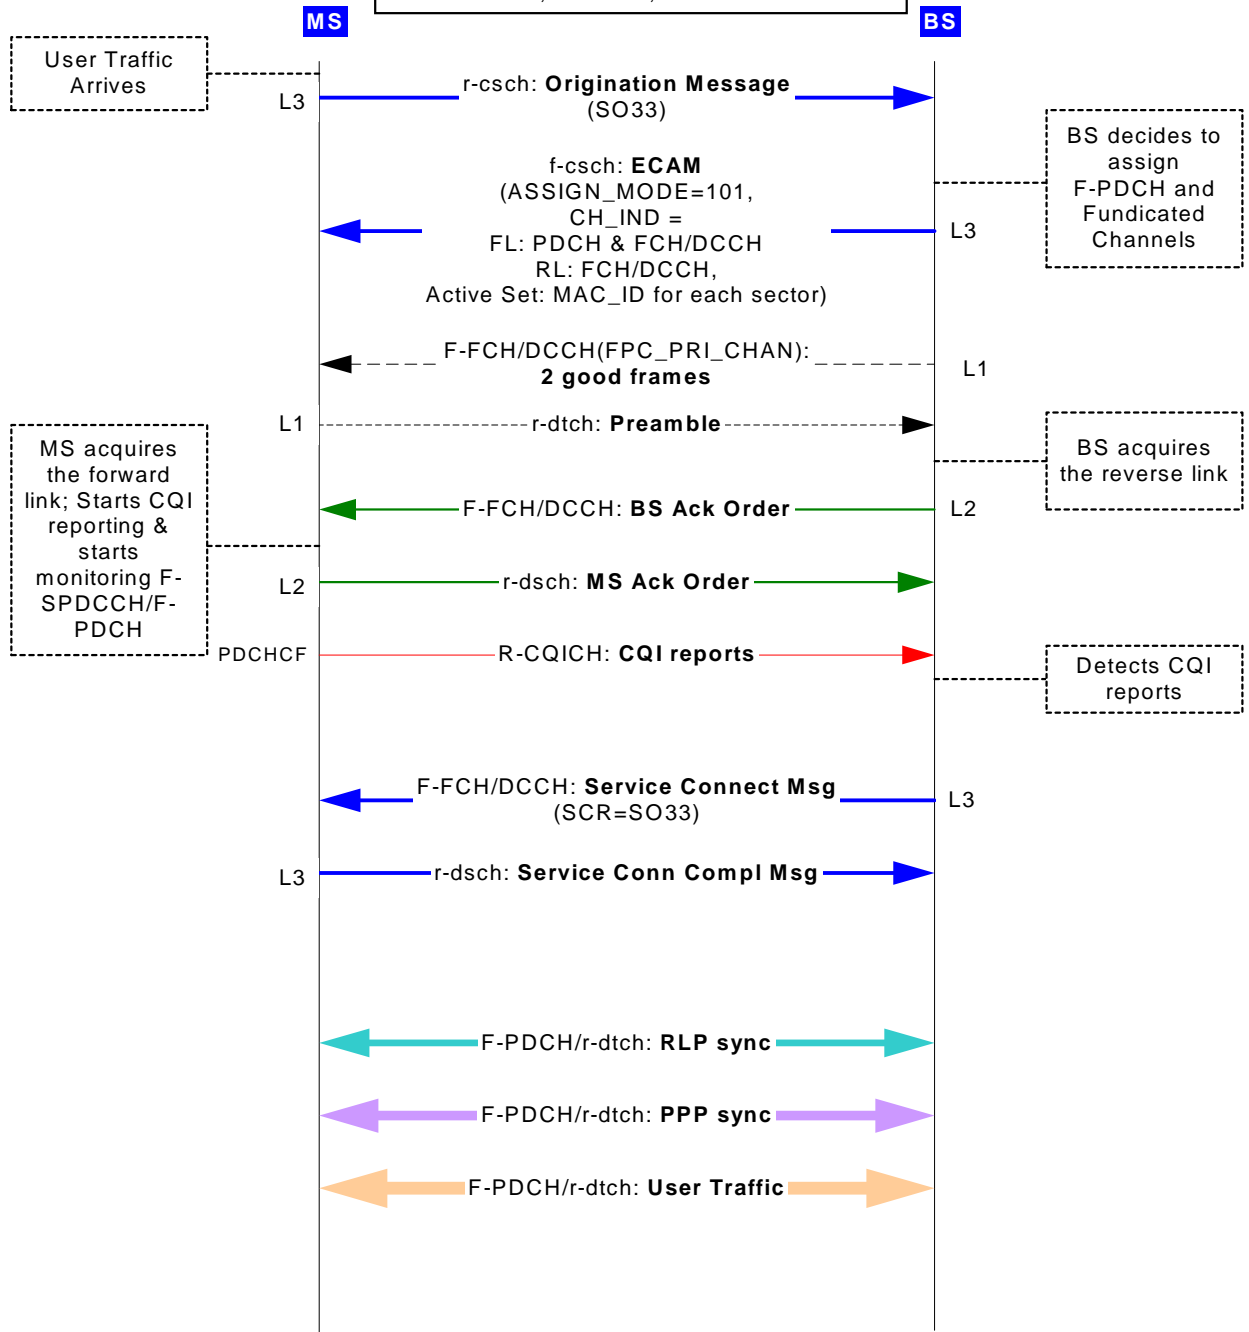 MS
BS
User Traffic
Arrives
L3
r-csch: Origination Message
(SO33)
BS decides to
assign
F-PDCH and
Fundicated
Channels
f-csch: ECAM
(ASSIGN_MODE=101,
CH_IND =
FL: PDCH & FCH/DCCH
RL: FCH/DCCH,
Active Set: MAC_ID for each sector)
L3
F-FCH/DCCH(FPC_PRI_CHAN):
2 good frames
L1
L1
r-dtch: Preamble
MS acquires
the forward
link; Starts CQI
reporting &
starts
monitoring F-
SPDCCH/F-
PDCH
BS acquires
the reverse link
F-FCH/DCCH: BS Ack Order
L2
L2
r-dsch: MS Ack Order
PDCHCF
R-CQICH: CQI reports
Detects CQI
reports
F-FCH/DCCH: Service Connect Msg
(SCR=SO33)
L3
L3
r-dsch: Service Conn Compl Msg
F-PDCH/r-dtch: RLP sync
F-PDCH/r-dtch: PPP sync
F-PDCH/r-dtch: User Traffic